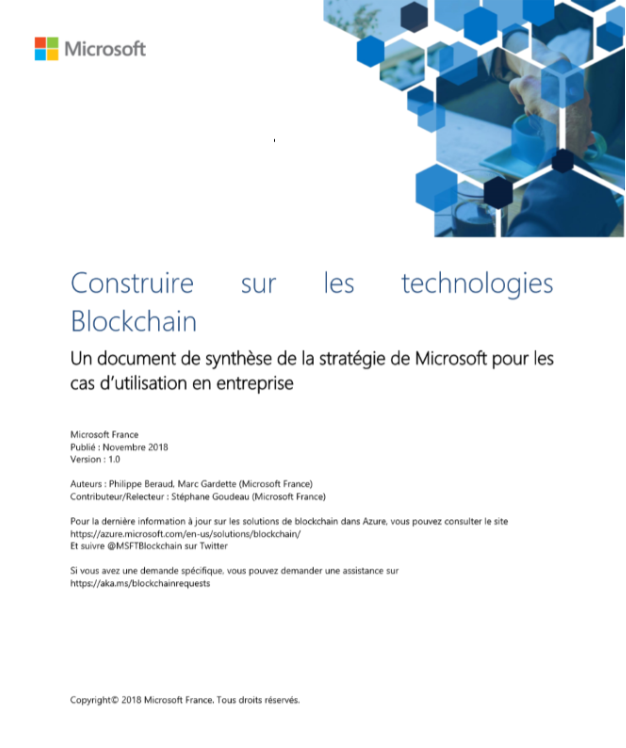 Microsoft
Construire sur les technologies
Blockchain
Un document de synthèse de la stratégie de Microsoft pour les
cas d'utilisation en entreprise
Microsoft France
Publié : Novembre 2018
Version : 1.0
Auteurs : Philippe Beraud, Marc Gardette (Microsoft France)
Contributeur/Relecteur : Stéphane Goudeau (Microsoft France)
Pour la dernière information à jour sur les solutions de blockchain dans Azure, vous pouvez consulter le site
https://azure.microsoft.com/en-us/solutions/blockchain/
Et suivre @MSFTBlockchain sur Twitter
Si vous avez une demande spécifique, vous pouvez demander une assistance sur
https://aka.ms/blockchainrequests
Copyright© 2018 Microsoft France. Tous droits réservés.